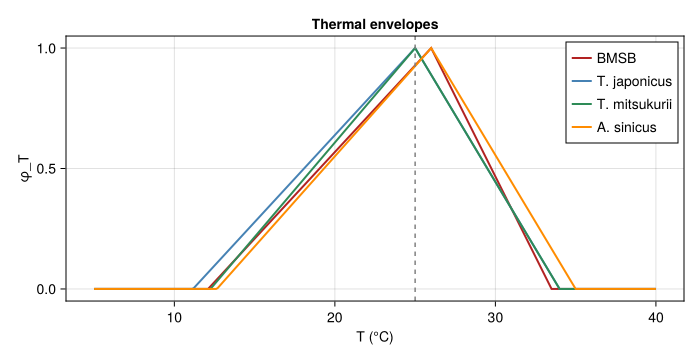 Thermal envelopes
1.0
0.5
0.0
φ_T
10
20
30
40
T (°C)
BMSB
T. japonicus
T. mitsukurii
A. sinicus